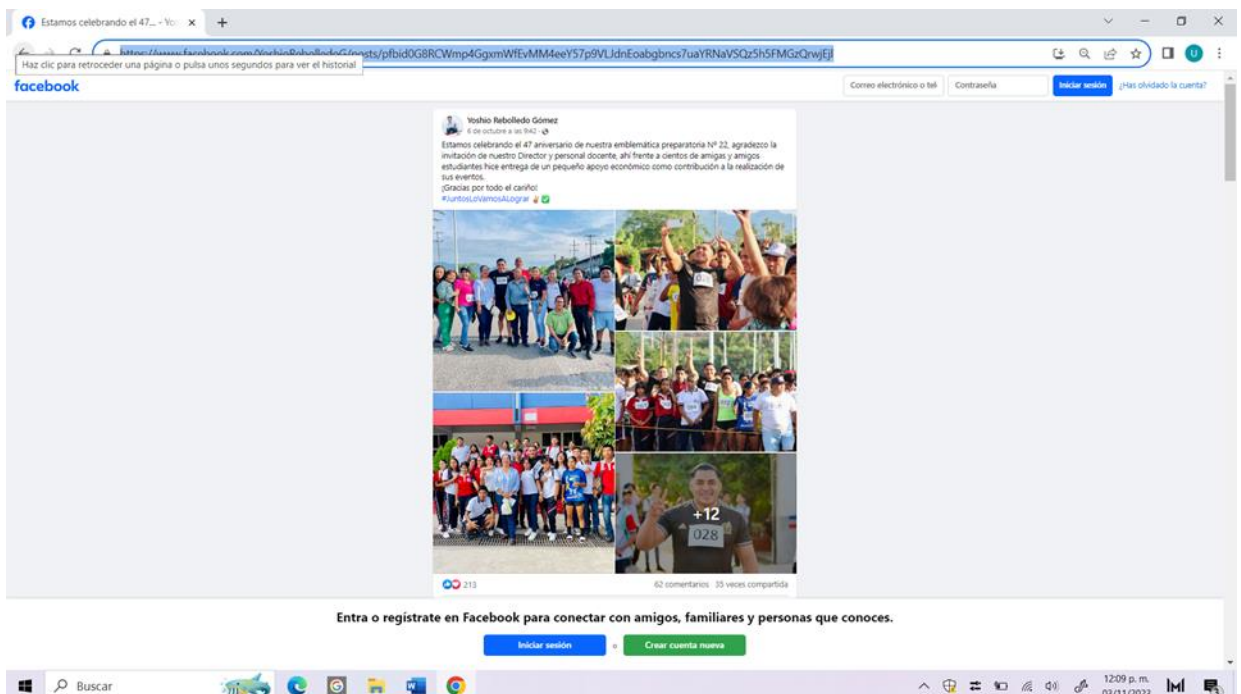 Estamos celebrando el 47... - Yo
Haz clic para retroceder una página o pulsa unos segundos para ver el historial
facebook
Correo electrónico o tel
Contraseña
Iniciar sesión
¿Has olvidado la cuenta?
Yoshio Rebolledo Gómez
6 de octubre a las 9:42
Estamos celebrando el 47 aniversario de nuestra emblemática preparatoria Nº 22, agradezco la
invitación de nuestro Director y personal docente, ahí frente a cientos de amigas y amigos
estudiantes hice entrega de un pequeño apoyo económico como contribución a la realización de
sus eventos.
¡Gracias por todo el cariño!
#JuntosLoVamosALograr
028
+12
028
213
62 comentarios 35 veces compartida
Entra o regístrate en Facebook para conectar con amigos, familiares y personas que conoces.
Iniciar sesión
o
Crear cuenta nueva
Buscar
12:09 p. m.
03/11/2023